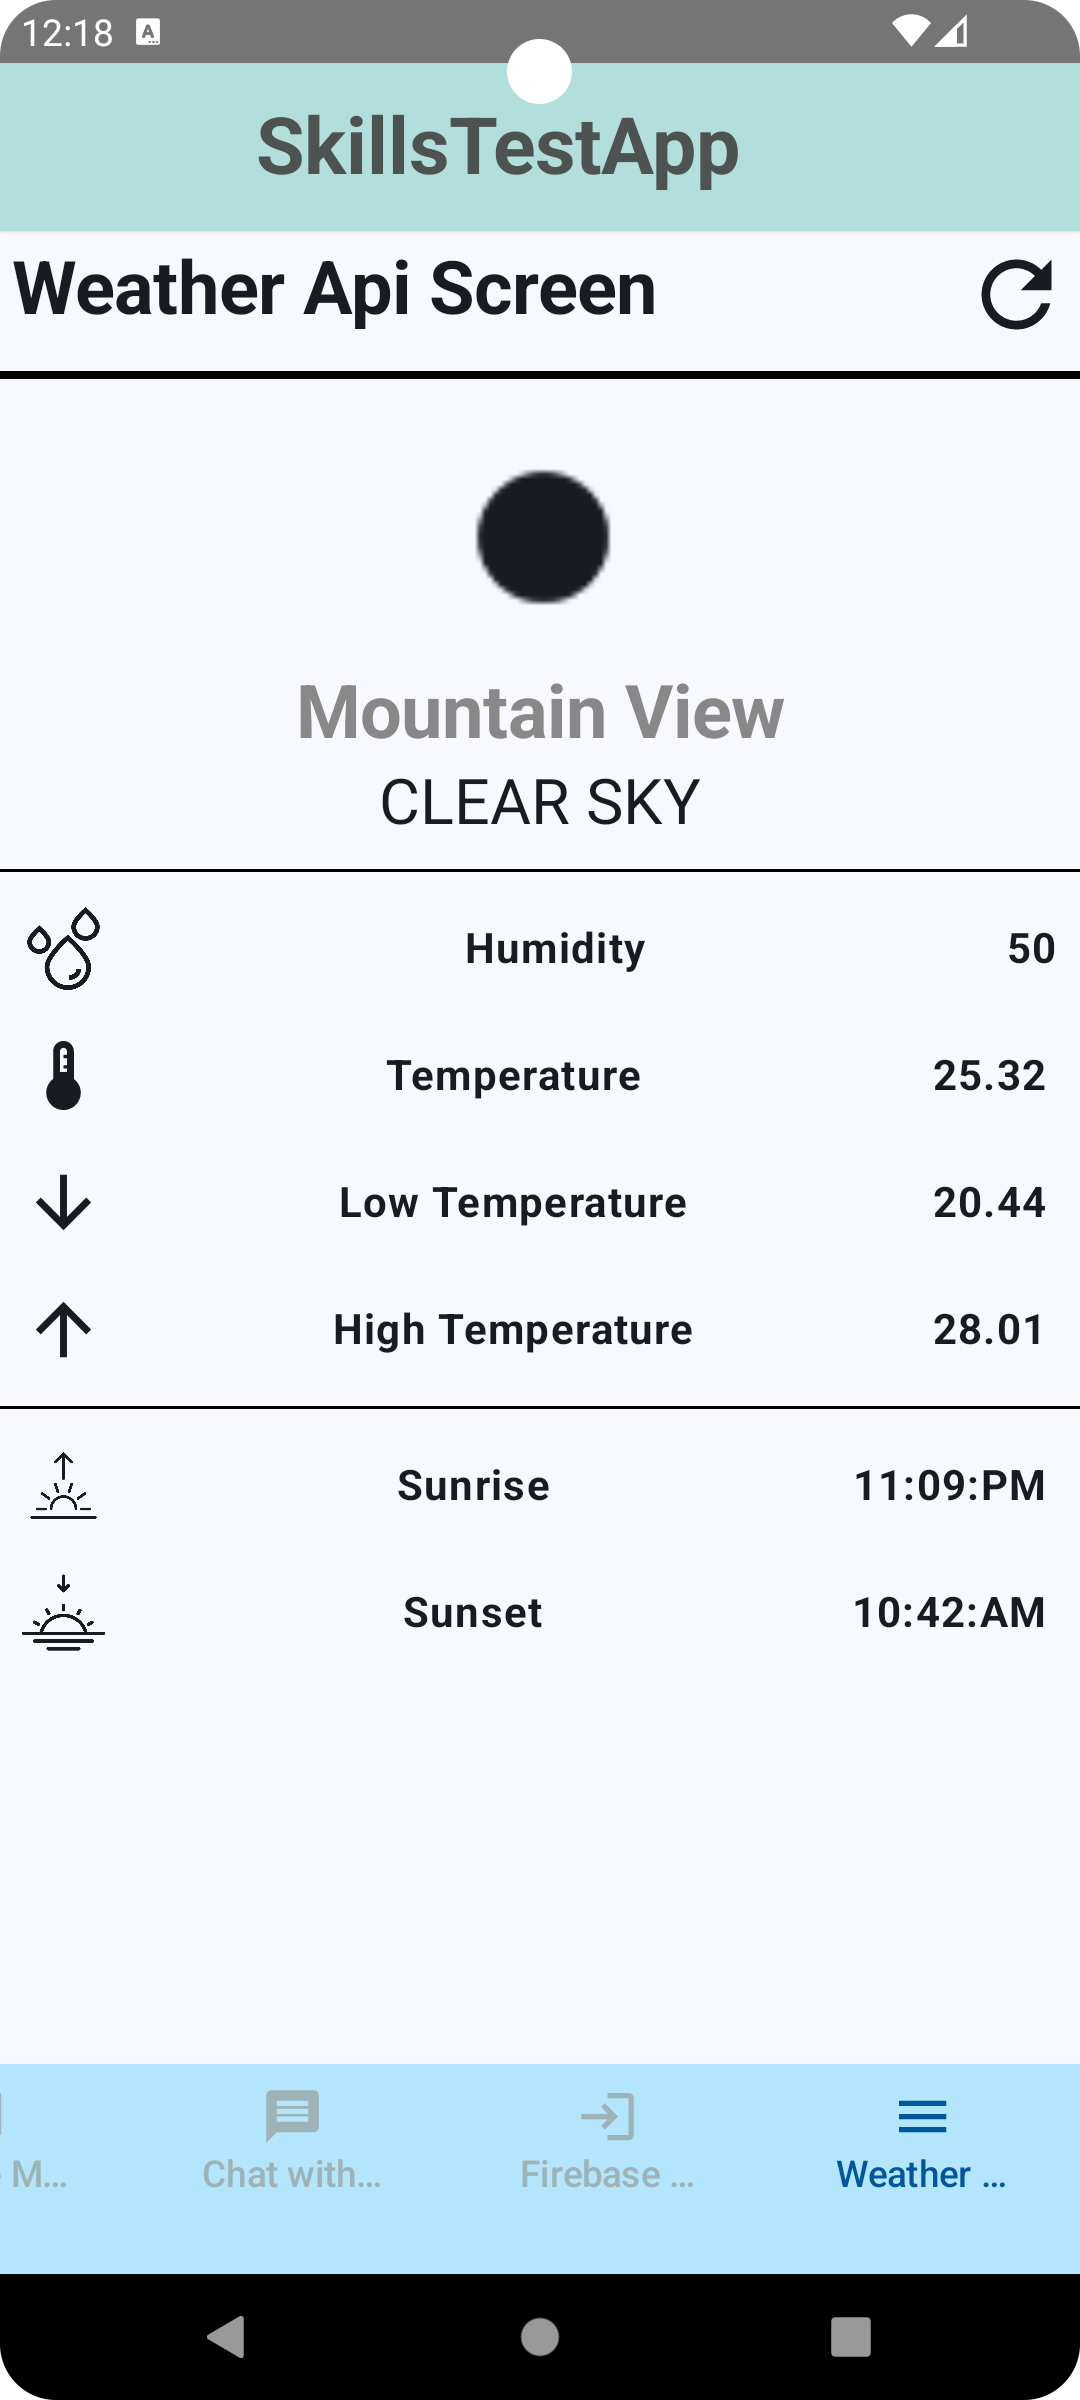 12:18
SkillsTestApp
Weather Api Screen
Mountain View
CLEAR SKY
Humidity 50
Temperature 25.32
Low Temperature 20.44
High Temperature 28.01
Sunrise 11:09:PM
Sunset 10:42:AM
M... Chat with... Firebase ... Weather ...